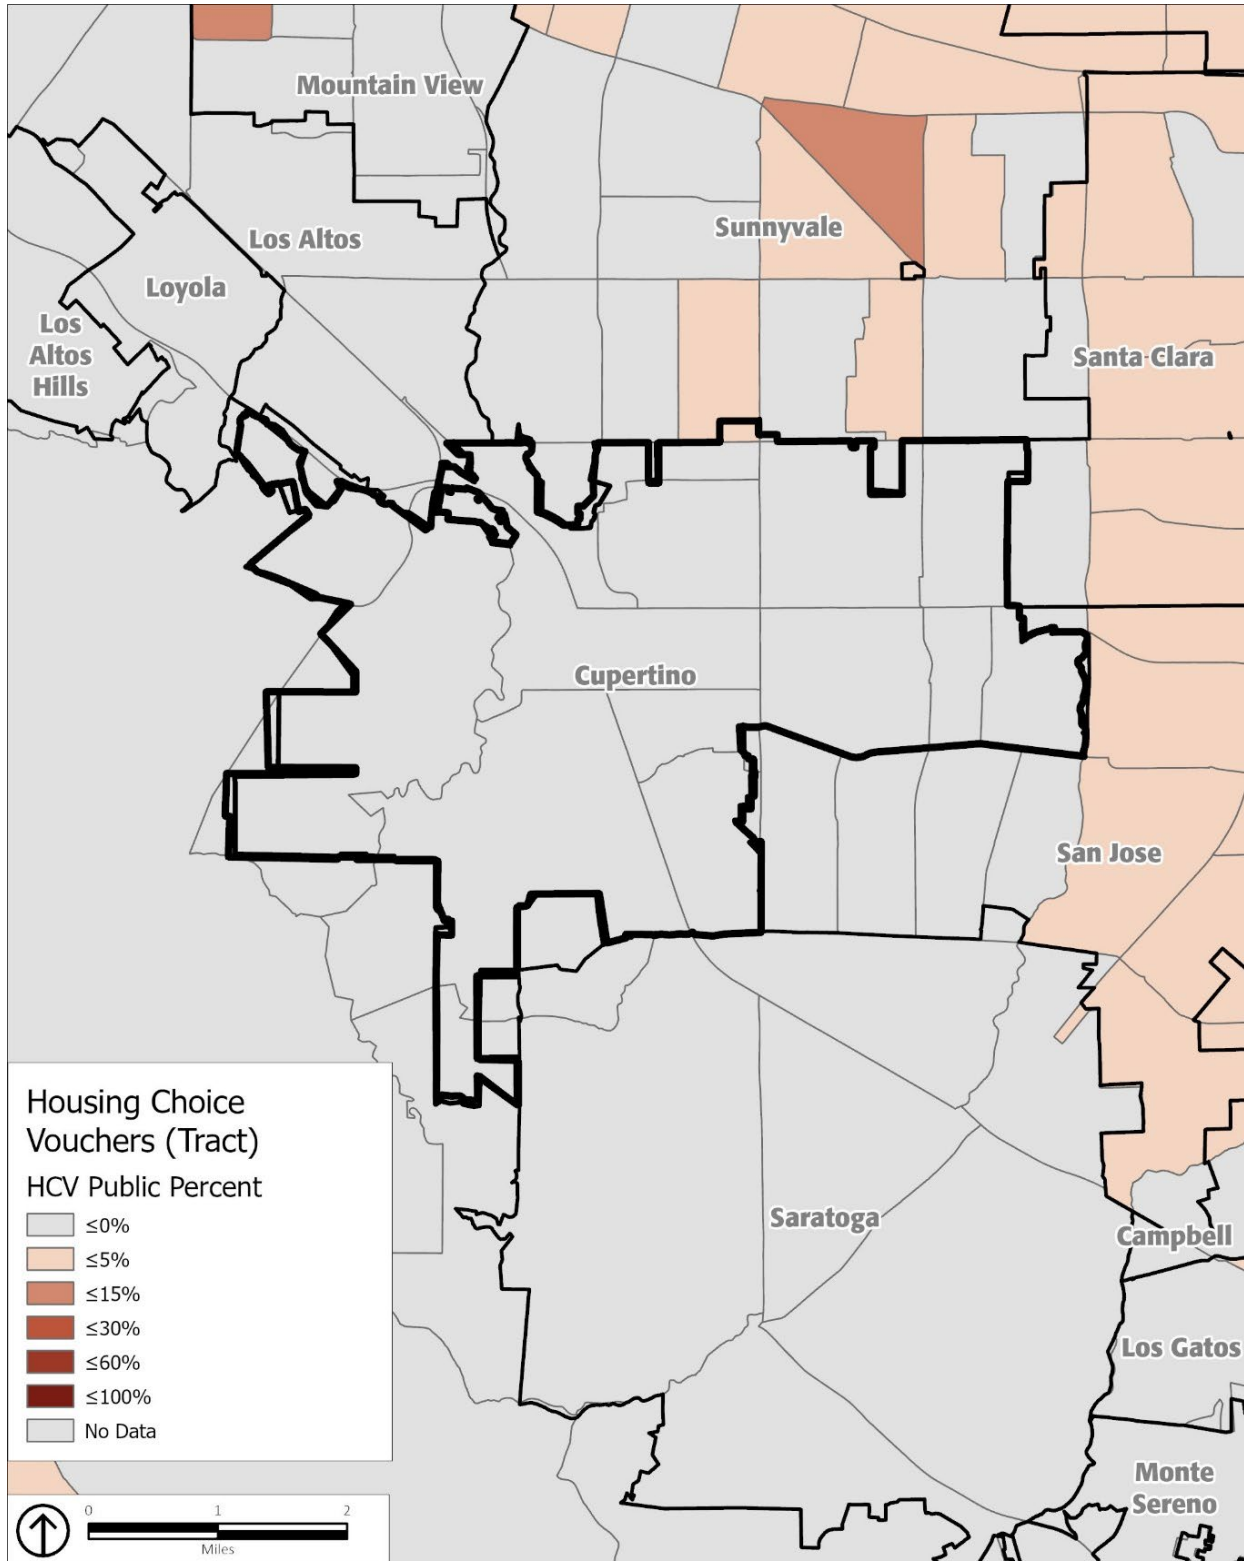 Mountain View
Los Altos
Sunnyvale
Loyola
Los
Altos
Hills
Santa Clara
Cupertino
San Jose
Saratoga
Campbell
Los Gatos
Monte
Sereno
Housing Choice
Vouchers (Tract)
HCV Public Percent
≤0%
≤5%
≤15%
≤30%
≤60%
≤100%
No Data
0 1 2
Miles